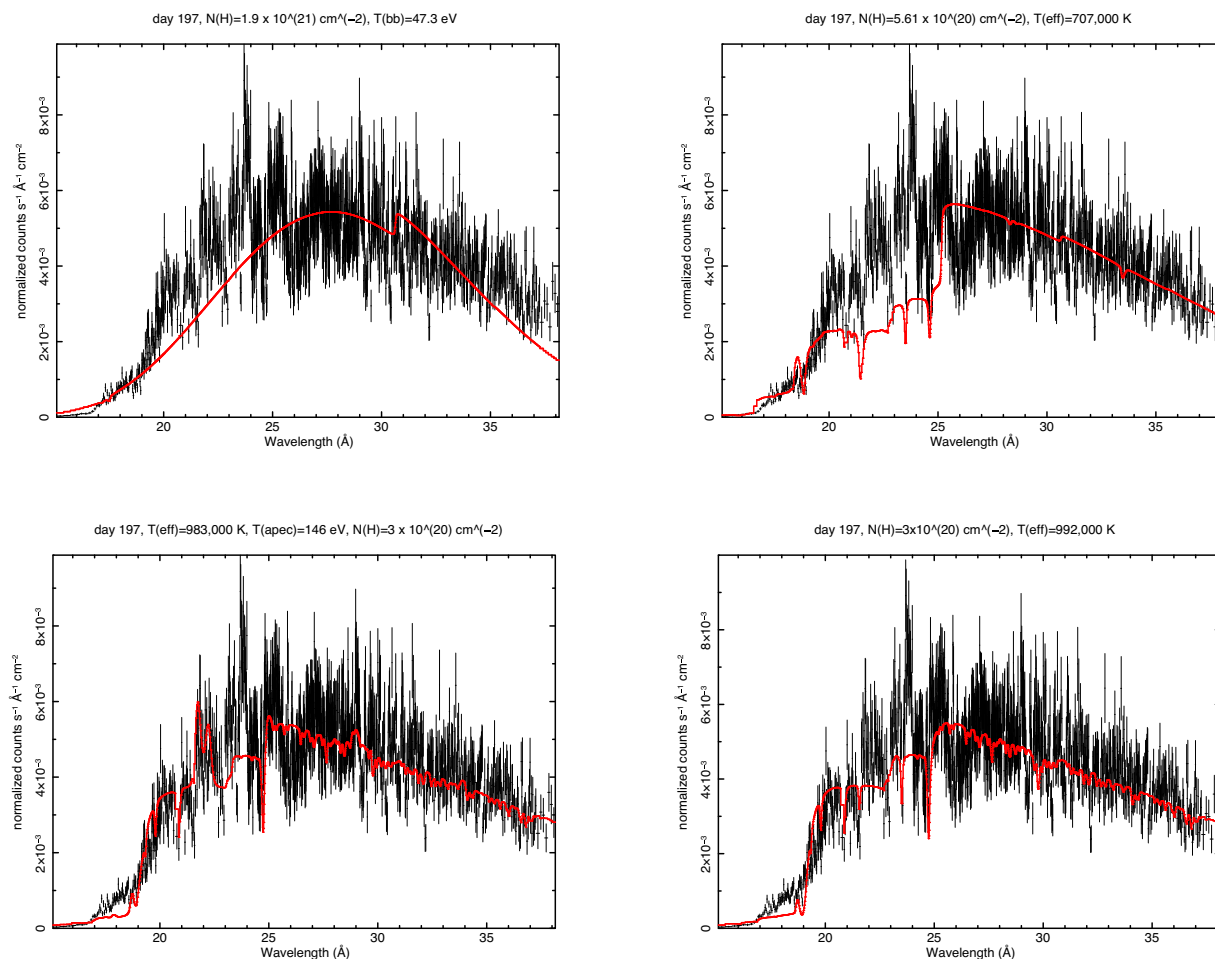 day 197, N(H)=1.9 x 10^(21) cm^(−2), T(bb)=47.3 eV
normalized counts s⁻¹ Å⁻¹ cm⁻²
0 2×10⁻³ 4×10⁻³ 6×10⁻³ 8×10⁻³
20 25 30 35
Wavelength (Å)
day 197, N(H)=5.61 x 10^(20) cm^(−2), T(eff)=707,000 K
normalized counts s⁻¹ Å⁻¹ cm⁻²
0 2×10⁻³ 4×10⁻³ 6×10⁻³ 8×10⁻³
20 25 30 35
Wavelength (Å)
day 197, T(eff)=983,000 K, T(apec)=146 eV, N(H)=3 x 10^(20) cm^(−2)
normalized counts s⁻¹ Å⁻¹ cm⁻²
0 2×10⁻³ 4×10⁻³ 6×10⁻³ 8×10⁻³
20 25 30 35
Wavelength (Å)
day 197, N(H)=3x10^(20) cm^(−2), T(eff)=992,000 K
normalized counts s⁻¹ Å⁻¹ cm⁻²
0 2×10⁻³ 4×10⁻³ 6×10⁻³ 8×10⁻³
20 25 30 35
Wavelength (Å)